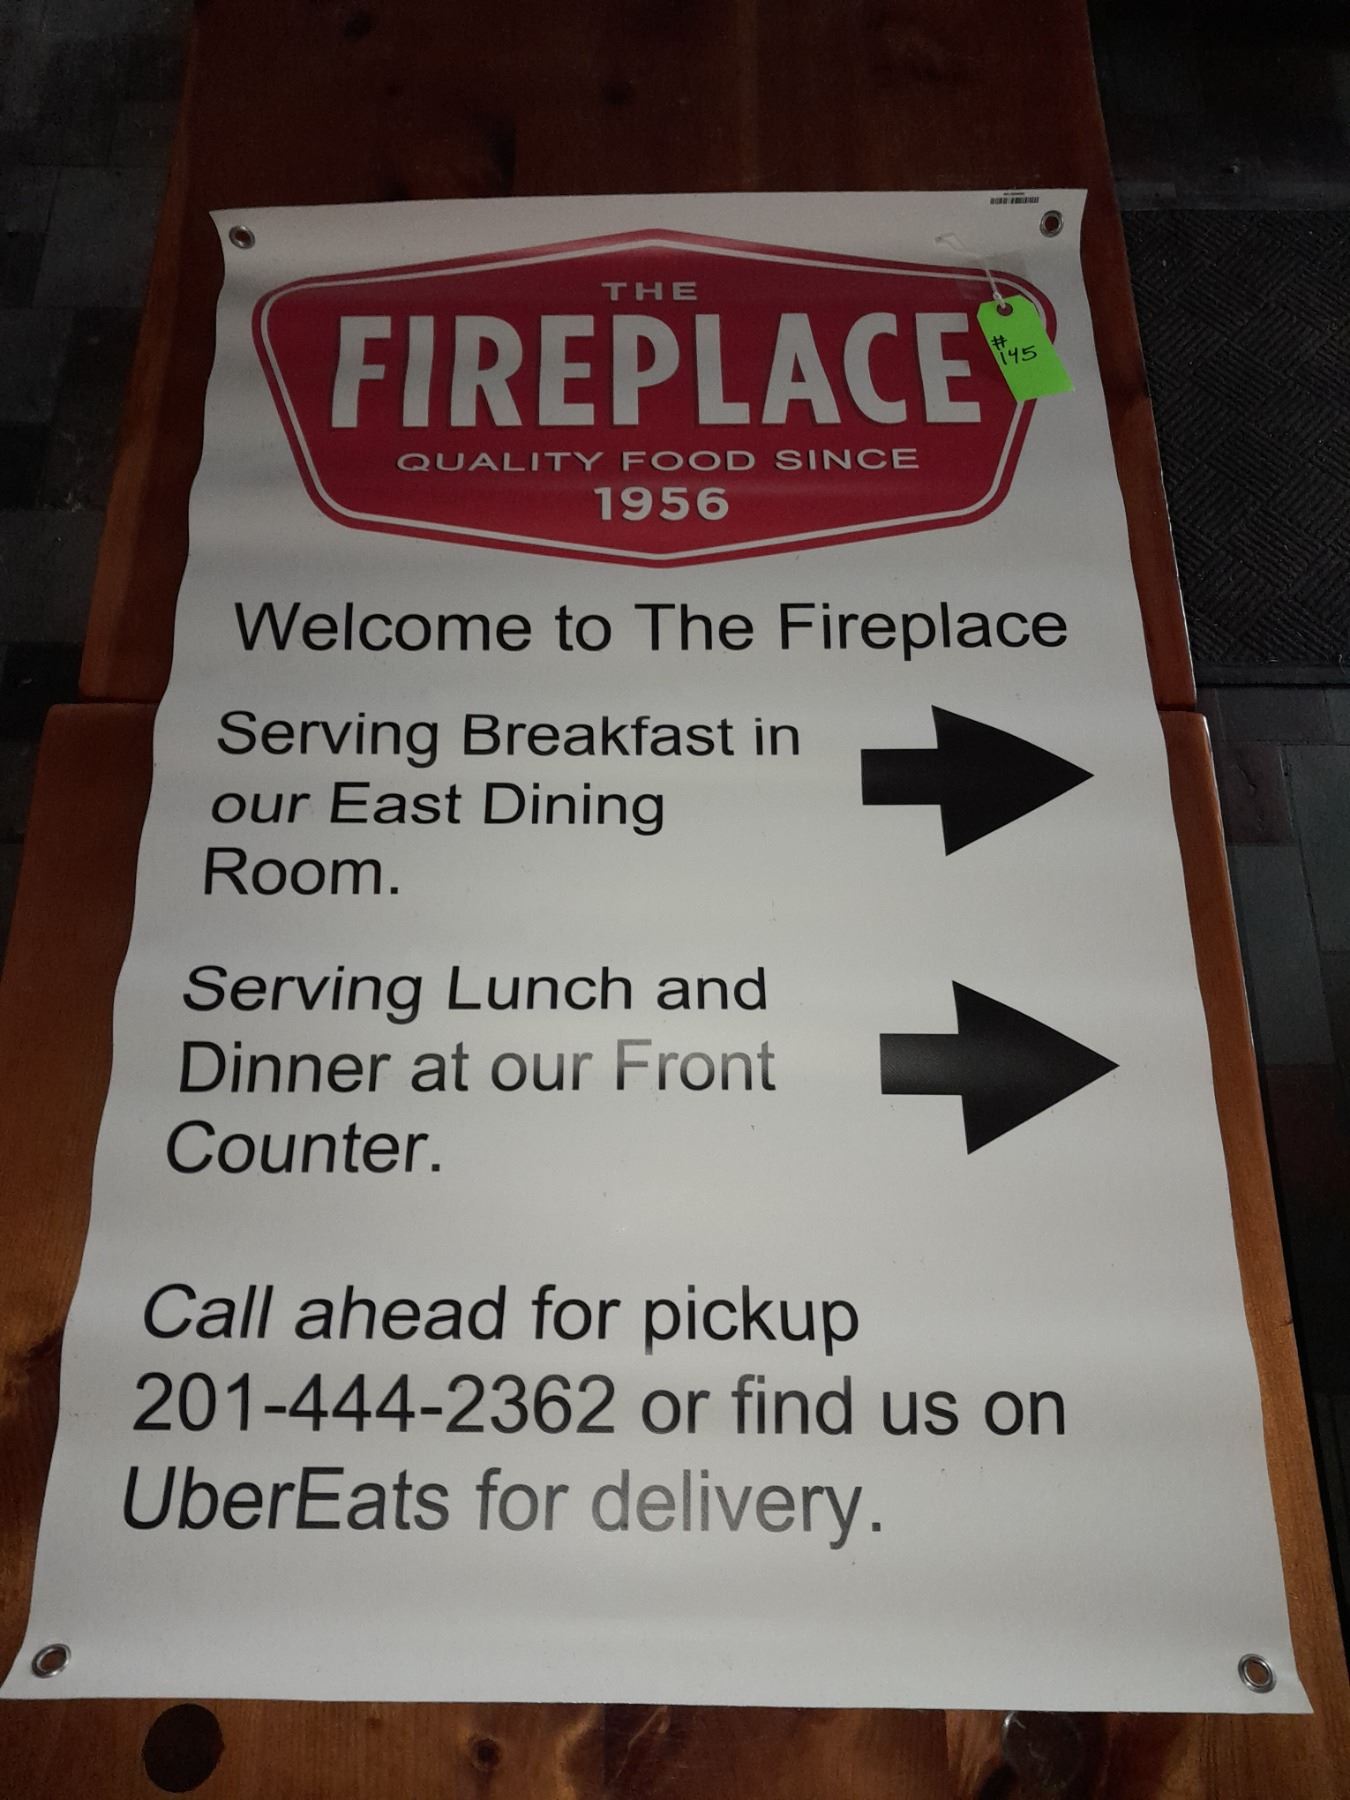 THE
FIREPLACE
QUALITY FOOD SINCE
1956
#
145
Welcome to The Fireplace
Serving Breakfast in
our East Dining
Room.
Serving Lunch and
Dinner at our Front
Counter.
Call ahead for pickup
201-444-2362 or find us on
UberEats for delivery.